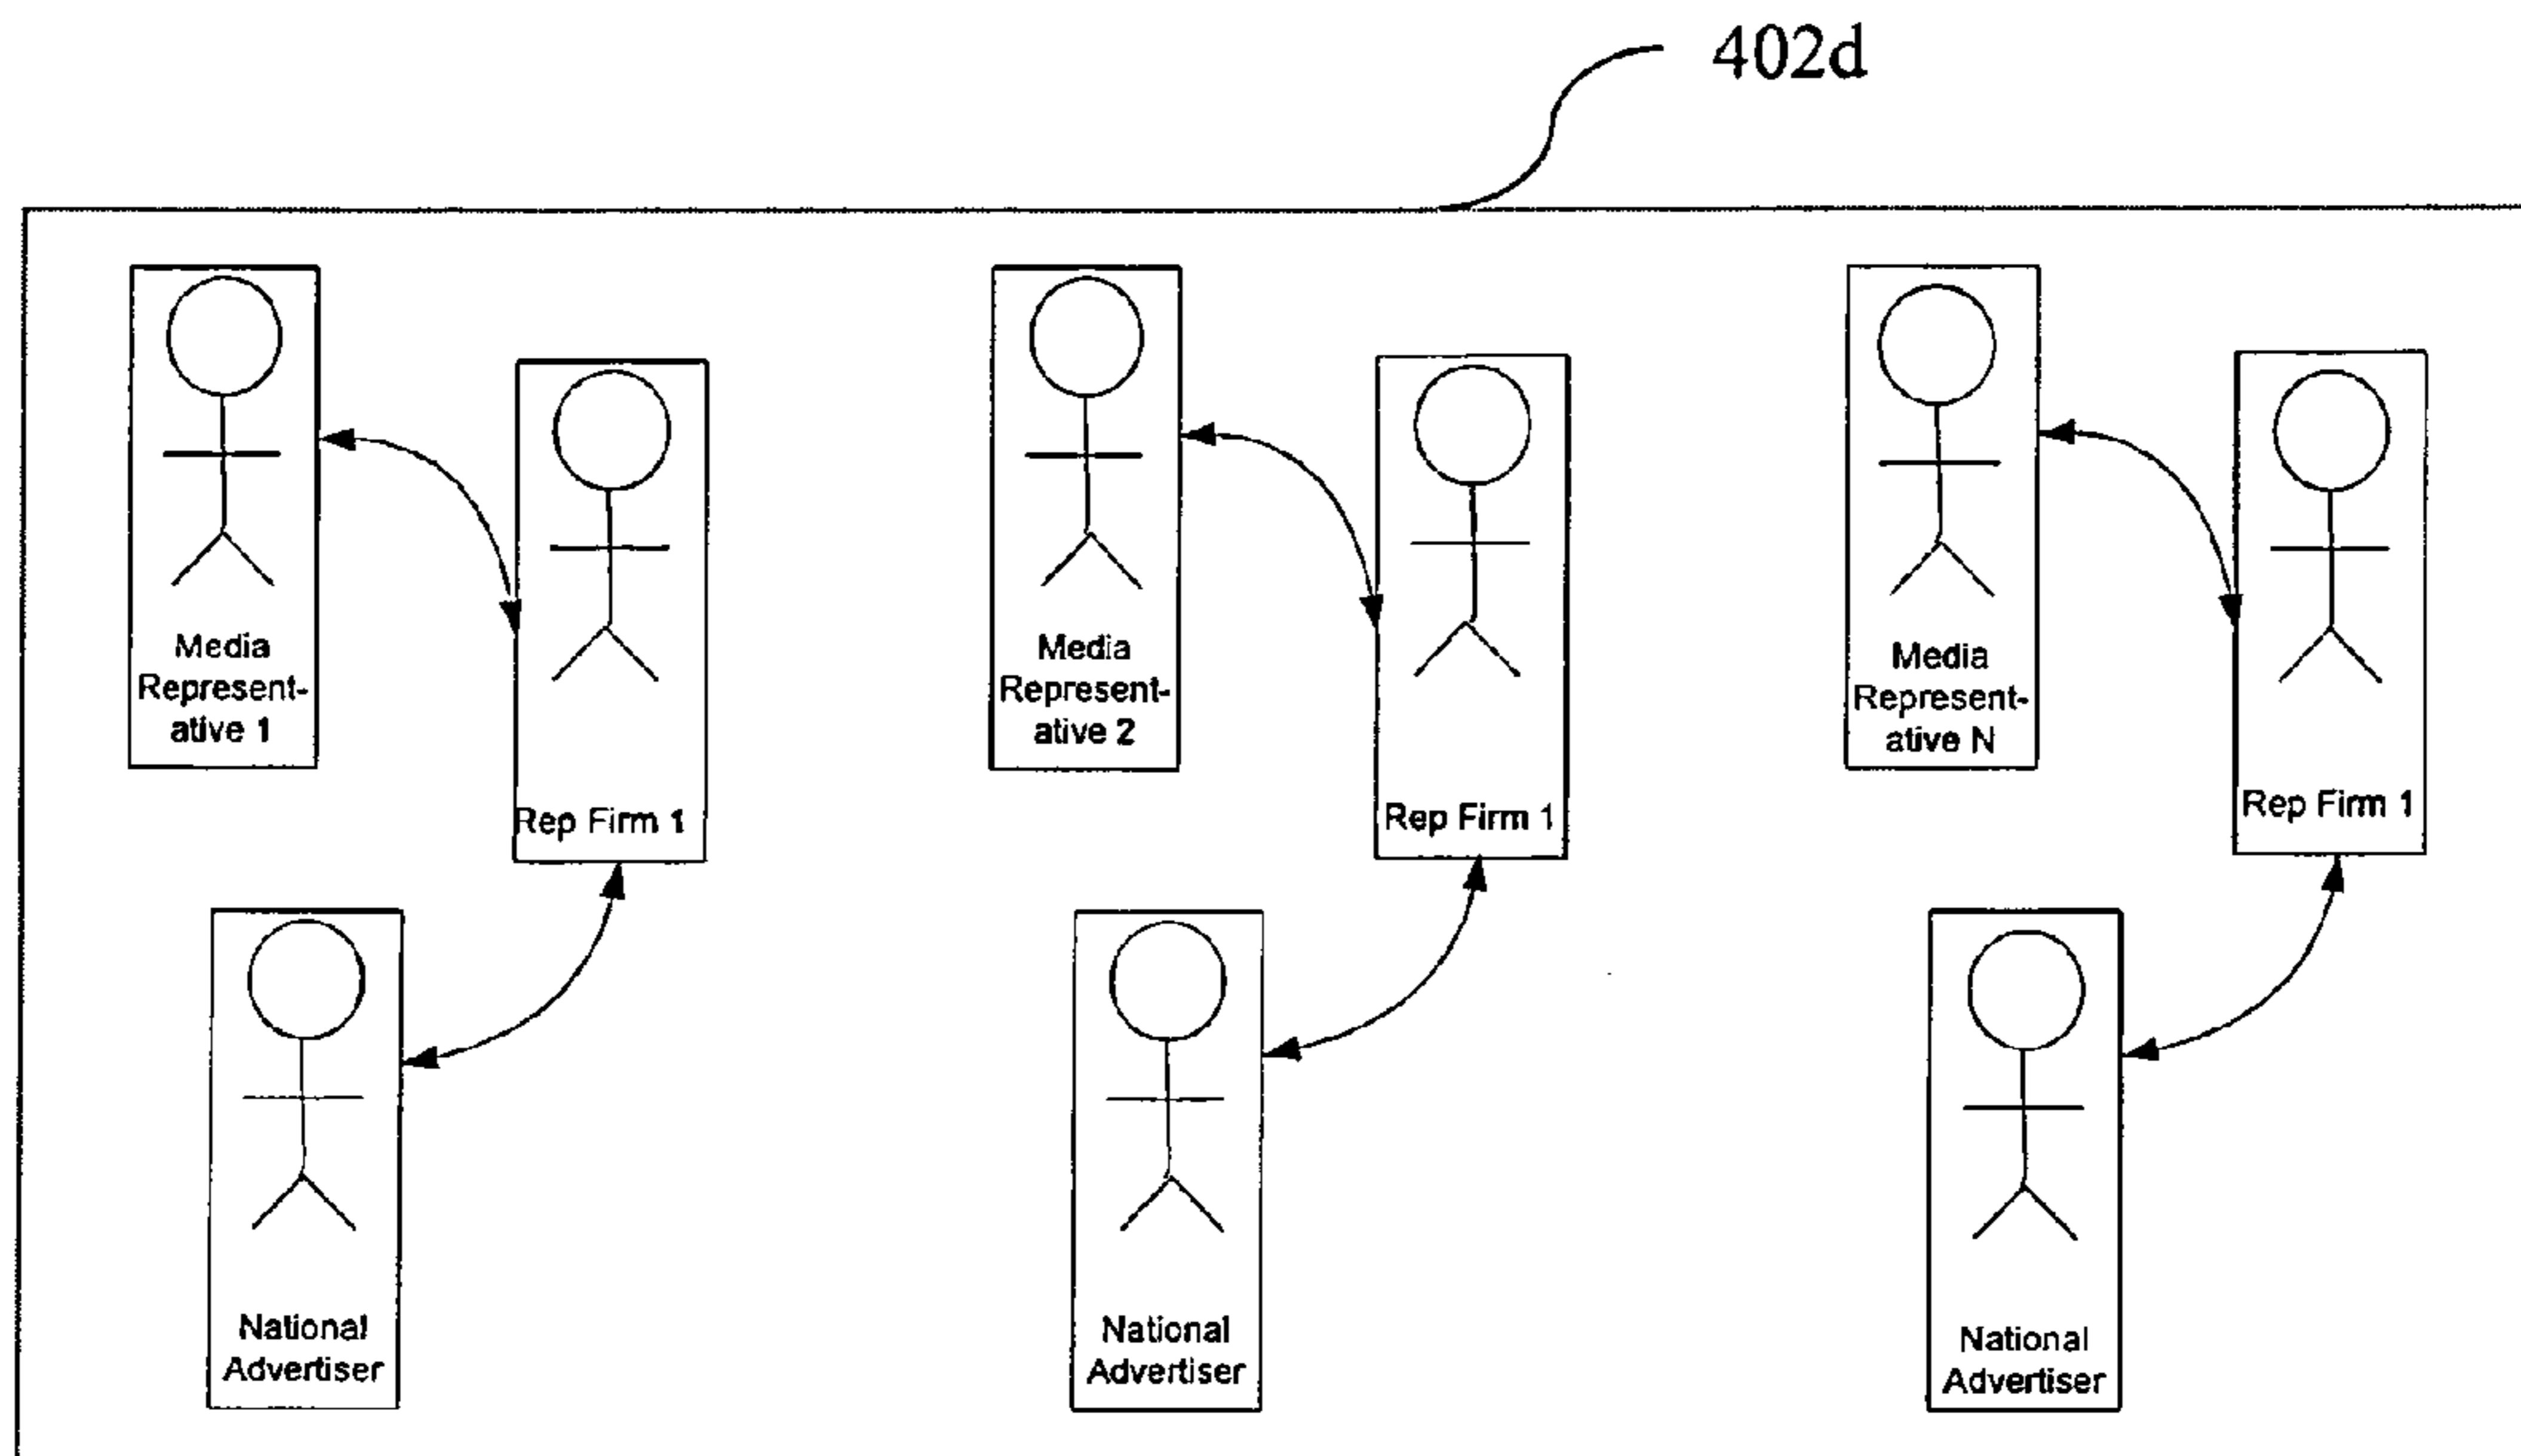 402d
Media
Represent-
ative 1
Rep Firm 1
Media
Represent-
ative 2
Rep Firm 1
Media
Represent-
ative N
Rep Firm 1
National
Advertiser
National
Advertiser
National
Advertiser